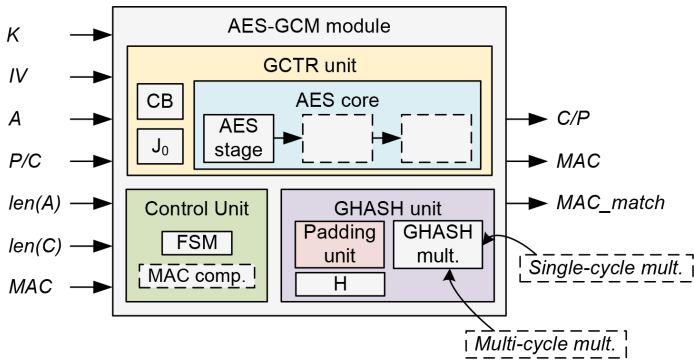 AES-GCM module
K
IV
A
P/C
len(A)
len(C)
MAC
GCTR unit
CB
J₀
AES core
AES
stage
Control Unit
FSM
MAC comp.
GHASH unit
Padding
unit
GHASH
mult.
H
C/P
MAC
MAC_match
Single-cycle mult.
Multi-cycle mult.